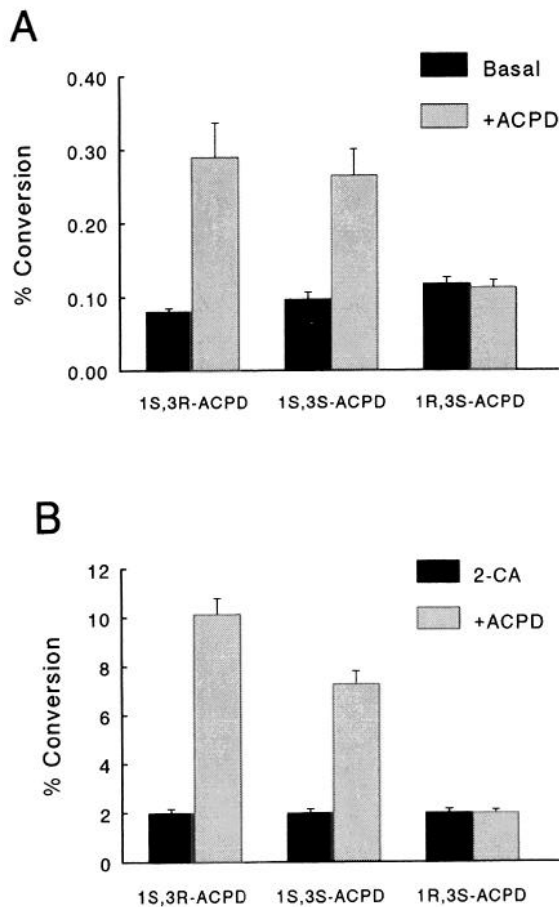 A
Basal
+ACPD
% Conversion
0.40
0.30
0.20
0.10
0.00
1S,3R-ACPD 1S,3S-ACPD 1R,3S-ACPD
B
2-CA
+ACPD
% Conversion
12
10
8
6
4
2
0
1S,3R-ACPD 1S,3S-ACPD 1R,3S-ACPD